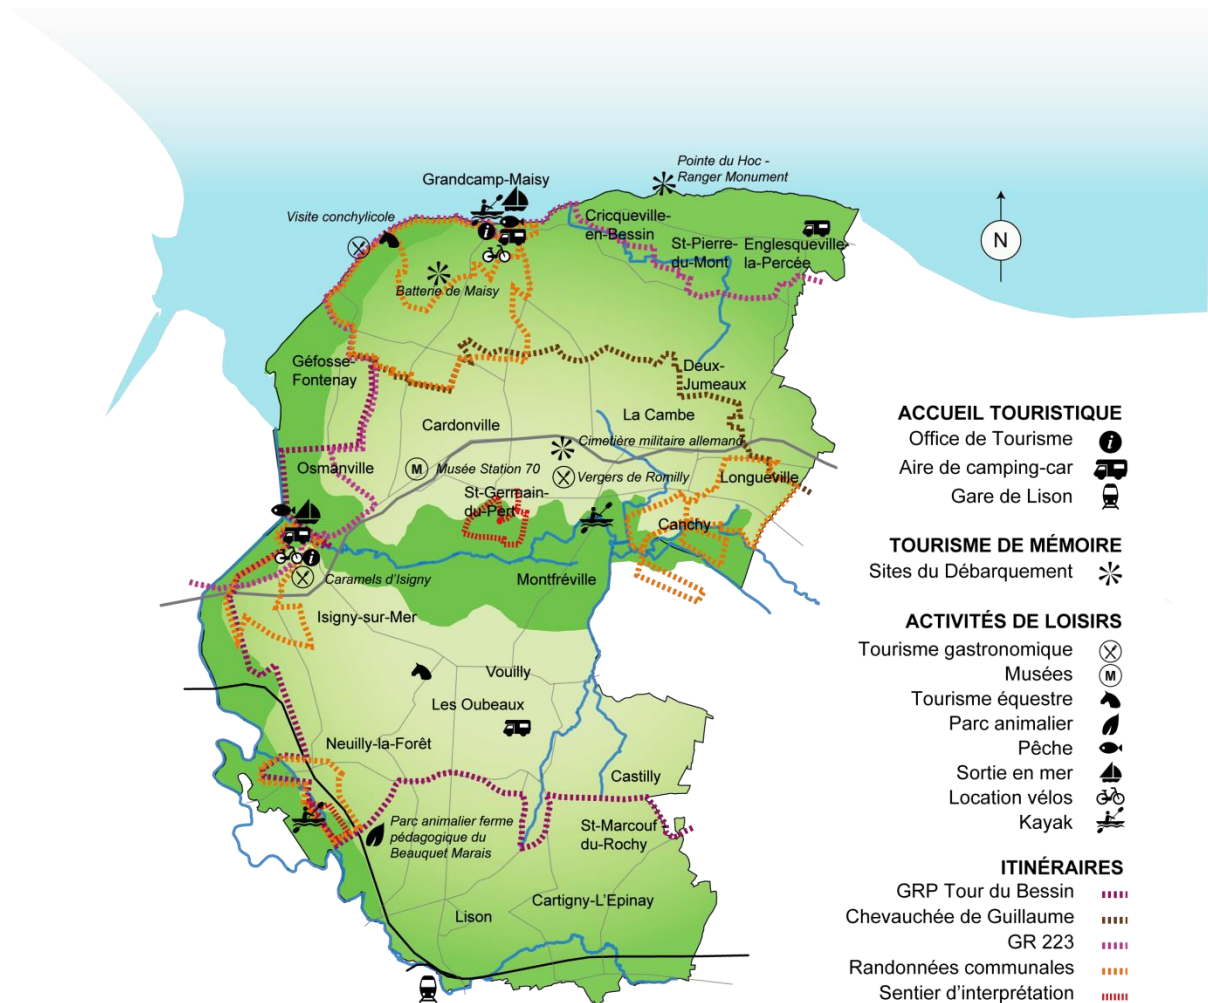 Pointe du Hoc -
Ranger Monument
Grandcamp-Maisy
Visite conchylicole
Cricqueville-
en-Bessin
St-Pierre-
du-Mont
Englesqueville-
la-Percée
N
Batterie de Maisy
Géfosse-
Fontenay
Deux-
Jumeaux
La Cambe
Cardonville
Cimetière militaire allemand
Osmanville
M
Musée Station 70
Vergers de Romilly
Longueville
St-Germain-
du-Pert
Canchy
i
Caramels d'Isigny
Montfréville
Isigny-sur-Mer
Vouilly
Les Oubeaux
Neuilly-la-Forêt
Castilly
Parc animalier ferme
pédagogique du
Beauquet Marais
St-Marcouf-
du-Rochy
Cartigny-L'Epinay
Lison
ACCUEIL TOURISTIQUE
Office de Tourisme i
Aire de camping-car
Gare de Lison
TOURISME DE MÉMOIRE
Sites du Débarquement
ACTIVITÉS DE LOISIRS
Tourisme gastronomique
Musées M
Tourisme équestre
Parc animalier
Pêche
Sortie en mer
Location vélos
Kayak
ITINÉRAIRES
GRP Tour du Bessin
Chevauchée de Guillaume
GR 223
Randonnées communales
Sentier d'interprétation